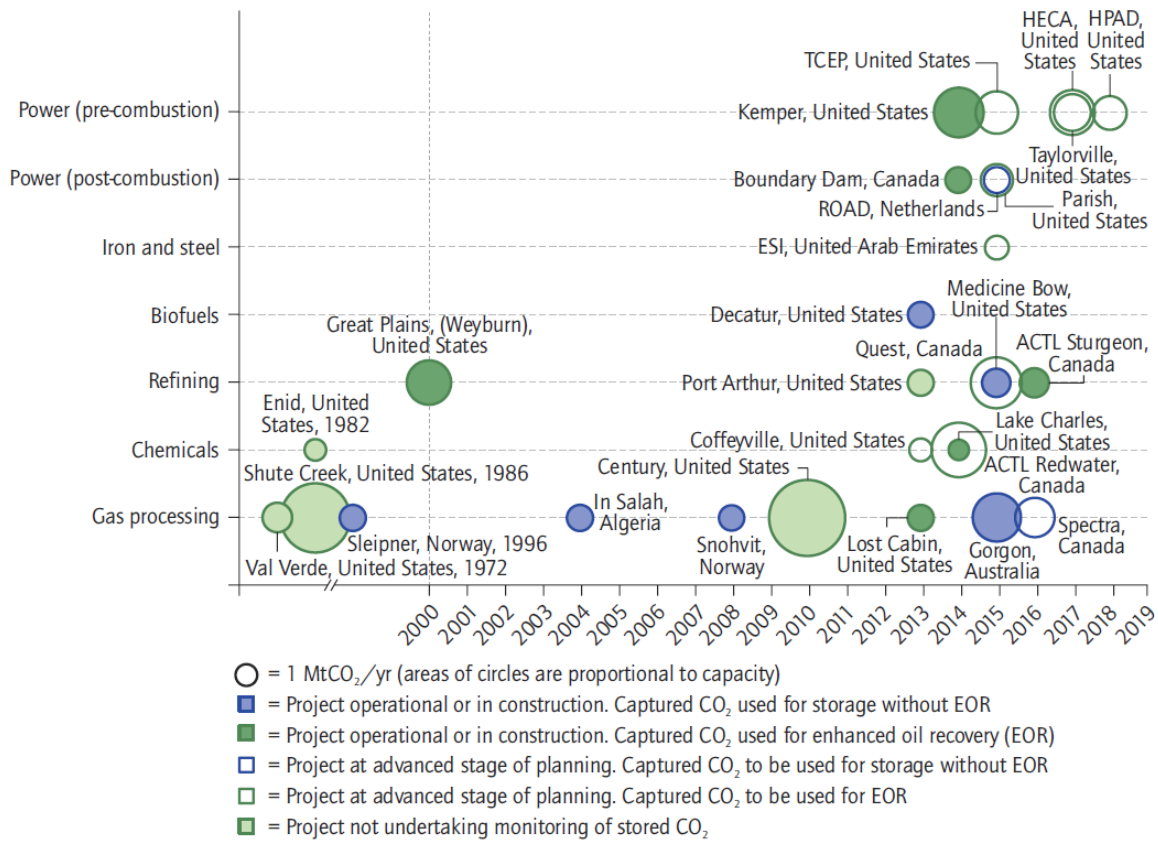 HECA,
United
States
HPAD,
United
States
TCEP, United States
Power (pre-combustion)
Kemper, United States
Taylorville,
United States
Power (post-combustion)
Boundary Dam, Canada
ROAD, Netherlands
Parish,
United States
Iron and steel
ESI, United Arab Emirates
Medicine Bow,
United States
Biofuels
Decatur, United States
Great Plains, (Weyburn),
United States
Quest, Canada
ACTL Sturgeon,
Canada
Refining
Port Arthur, United States
Enid, United
States, 1982
Lake Charles,
United States
Chemicals
Coffeyville, United States
Shute Creek, United States, 1986
Century, United States
ACTL Redwater,
Canada
In Salah,
Algeria
Gas processing
Sleipner, Norway, 1996
Val Verde, United States, 1972
Snohvit,
Norway
Lost Cabin,
United States
Gorgon,
Australia
Spectra,
Canada
2000
2001
2002
2003
2004
2005
2006
2007
2008
2009
2010
2011
2012
2013
2014
2015
2016
2017
2018
2019
= 1 MtCO₂/yr (areas of circles are proportional to capacity)
= Project operational or in construction. Captured CO₂ used for storage without EOR
= Project operational or in construction. Captured CO₂ used for enhanced oil recovery (EOR)
= Project at advanced stage of planning. Captured CO₂ to be used for storage without EOR
= Project at advanced stage of planning. Captured CO₂ to be used for EOR
= Project not undertaking monitoring of stored CO₂